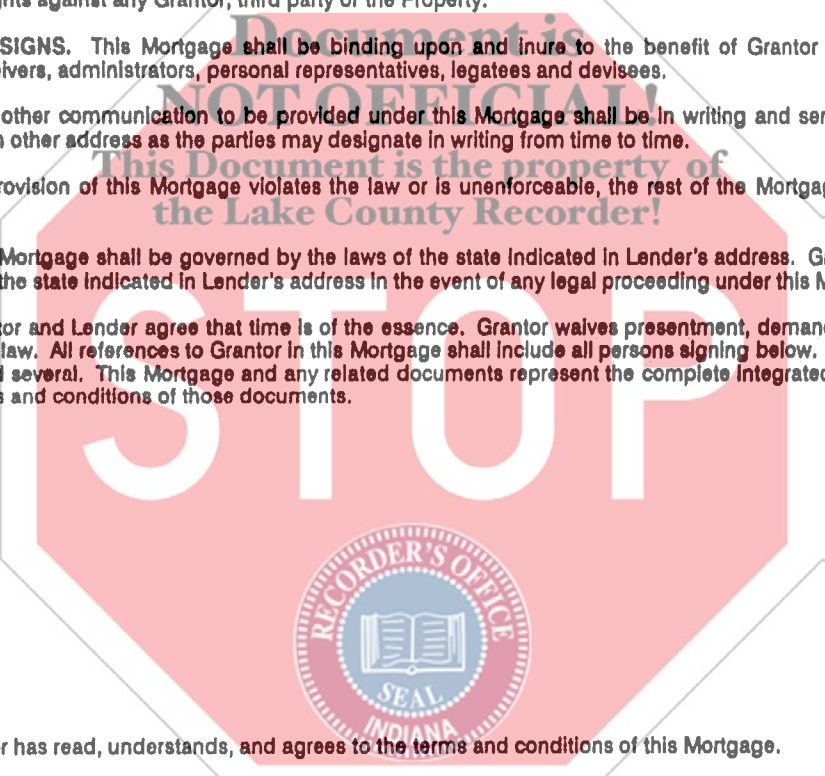 against any Grantor, third party or the Property.
Document is
SIGNS. This Mortgage shall be binding upon and inure to the benefit of Grantor
administrators, personal representatives, legatees and devisees.
NOT OFFICIAL!
other communication to be provided under this Mortgage shall be in writing and
other address as the parties may designate in writing from time to time.
This Document is the property of
of this Mortgage violates the law or is unenforceable, the rest of the
the Lake County Recorder!
Mortgage shall be governed by the laws of the state indicated in Lender's address.
the state indicated in Lender's address in the event of any legal proceeding under this
and Lender agree that time is of the essence. Grantor waives presentment,
law. All references to Grantor in this Mortgage shall include all persons signing below.
several. This Mortgage and any related documents represent the complete integrated
and conditions of those documents.
STOP
RECORDER'S OFFICE
SEAL
INDIANA
has read, understands, and agrees to the terms and conditions of this Mortgage.